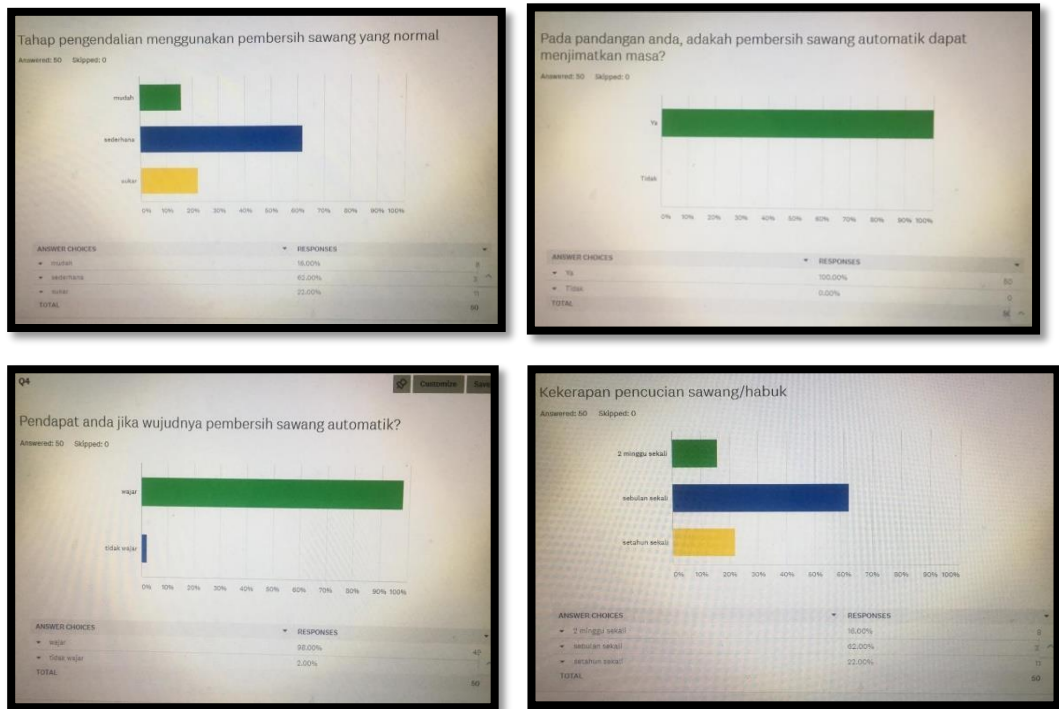 Tahap pengendalian menggunakan pembersih sawang yang normal
Answered: 50 Skipped: 0
mudah
sederhana
sukar
0% 10% 20% 30% 40% 50% 60% 70% 80% 90% 100%
ANSWER CHOICES RESPONSES
mudah 16.00% 8
sederhana 62.00%
sukar 22.00% 11
TOTAL 50
Pada pandangan anda, adakah pembersih sawang automatik dapat
menjimatkan masa?
Answered: 50 Skipped: 0
Ya
Tidak
0% 10% 20% 30% 40% 50% 60% 70% 80% 90% 100%
ANSWER CHOICES RESPONSES
Ya 100.00% 50
Tidak 0.00% 0
TOTAL
Q4
Customize
Pendapat anda jika wujudnya pembersih sawang automatik?
Answered: 50 Skipped: 0
wajar
tidak wajar
0% 10% 20% 30% 40% 50% 60% 70% 80% 90% 100%
ANSWER CHOICES RESPONSES
wajar 98.00%
tidak wajar 2.00%
TOTAL 50
Kekerapan pencucian sawang/habuk
Answered: 50 Skipped: 0
2 minggu sekali
sebulan sekali
setahun sekali
0% 10% 20% 30% 40% 50% 60% 70% 80% 90% 100%
ANSWER CHOICES RESPONSES
2 minggu sekali 16.00%
sebulan sekali 62.00%
setahun sekali 22.00% 11
TOTAL 50